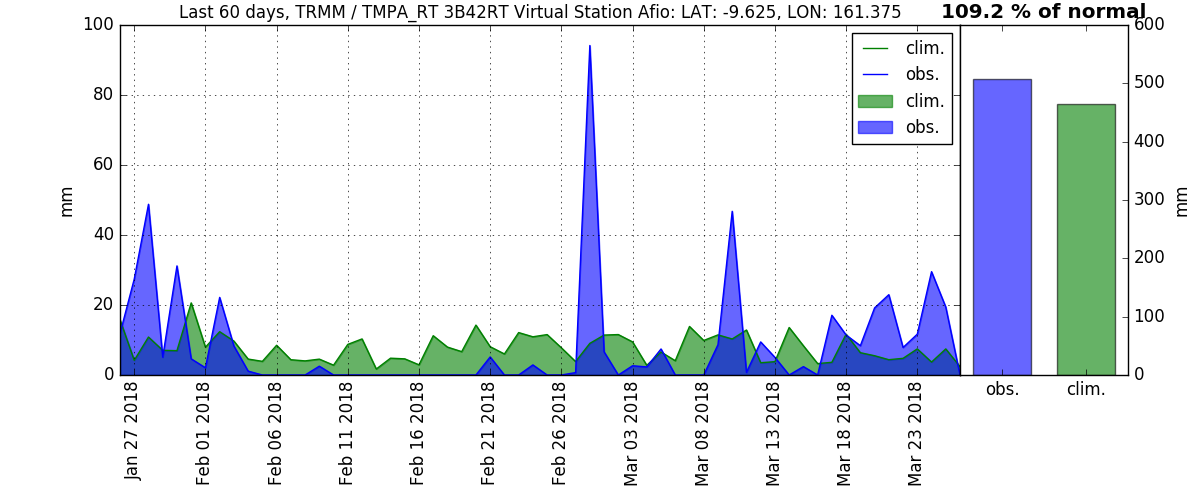 Last 60 days, TRMM / TMPA_RT 3B42RT Virtual Station Afio: LAT: -9.625, LON: 161.375
109.2 % of normal
100
80
60
40
20
0
mm
clim.
obs.
clim.
obs.
600
500
400
300
200
100
0
mm
obs.
clim.
Jan 27 2018
Feb 01 2018
Feb 06 2018
Feb 11 2018
Feb 16 2018
Feb 21 2018
Feb 26 2018
Mar 03 2018
Mar 08 2018
Mar 13 2018
Mar 18 2018
Mar 23 2018